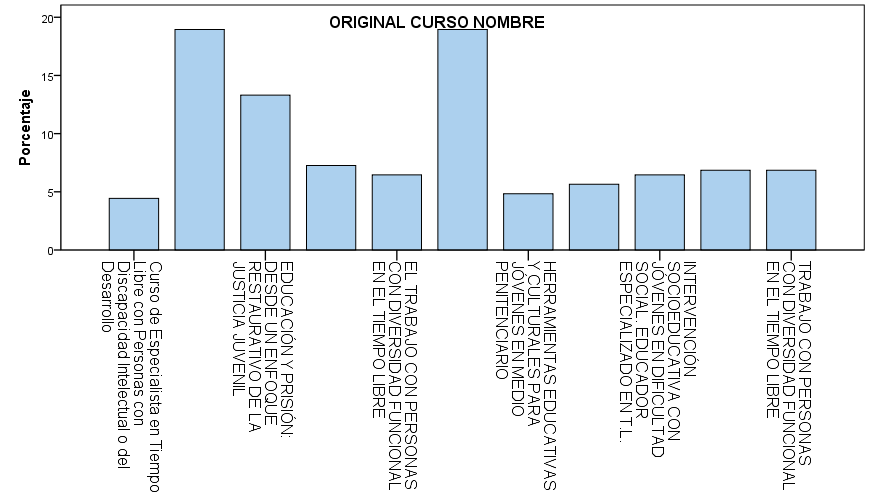 ORIGINAL CURSO NOMBRE
Porcentaje
20
15
10
5
0
Curso de Especialista en Tiempo
Libre con Personas con
Discapacidad Intelectual o del
Desarrollo
EDUCACIÓN Y PRISIÓN:
DESDE UN ENFOQUE
RESTAURATIVO DE LA
JUSTICIA JUVENIL
EL TRABAJO CON PERSONAS
CON DIVERSIDAD FUNCIONAL
EN EL TIEMPO LIBRE
HERRAMIENTAS EDUCATIVAS
Y CULTURALES PARA
JÓVENES EN MEDIO
PENITENCIARIO
INTERVENCIÓN
SOCIOEDUCATIVA CON
JÓVENES EN DIFICULTAD
SOCIAL. EDUCADOR
ESPECIALIZADO EN T.L.
TRABAJO CON PERSONAS
CON DIVERSIDAD FUNCIONAL
EN EL TIEMPO LIBRE